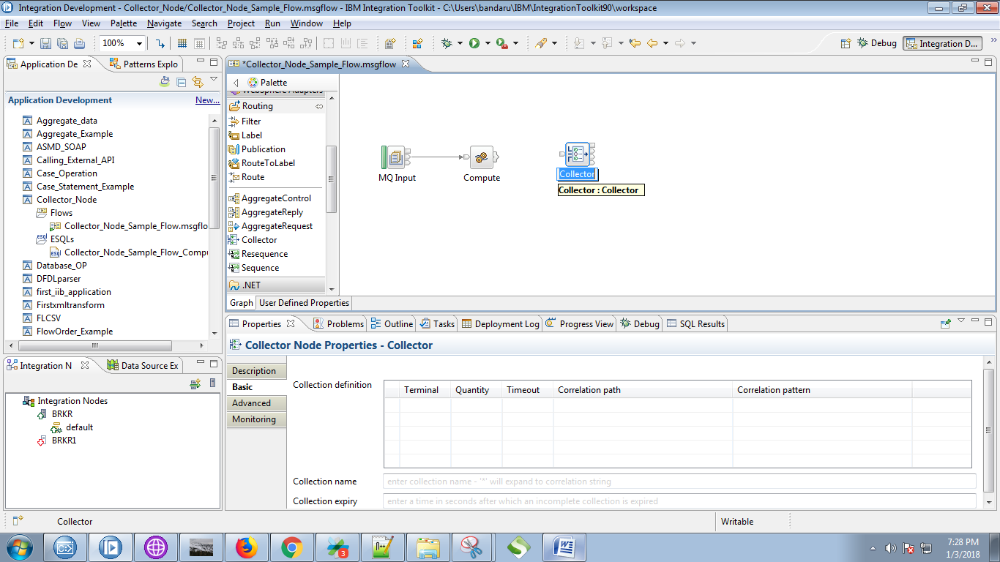 Integration Development - Collector_Node/Collector_Node_Sample_Flow.msgflow - IBM Integration Toolkit - C:\Users\bandaru\IBM\IntegrationToolkit90\workspace
File Edit Flow View Palette Navigate Search Project Run Window Help
100% Debug Integration D...
Application De Patterns Explo
Application Development New...
Aggregate_data
Aggregate_Example
ASMD_SOAP
Calling_External_API
Case_Operation
Case_Statement_Example
Collector_Node
Flows
Collector_Node_Sample_Flow.msgflo
esql ESQLs
esql Collector_Node_Sample_Flow_Compu
Database_OP
DFDLparser
first_iib_application
Firstxmltransform
FLCSV
FlowOrder_Example
Integration N Data Source Ex
Integration Nodes
BRKR
default
BRKR1
*Collector_Node_Sample_Flow.msgflow
Palette
WebSphere Adapters
Routing
Filter
Label
Publication
RouteToLabel
Route
AggregateControl
AggregateReply
AggregateRequest
Collector
Resequence
Sequence
.NET
MQ Input
Compute
Collector
Collector : Collector
Graph User Defined Properties
Properties Problems Outline Tasks Deployment Log Progress View Debug SQL Results
Collector Node Properties - Collector
Description
Basic
Advanced
Monitoring
Collection definition
Terminal Quantity Timeout Correlation path Correlation pattern
Collection name enter collection name - '*' will expand to correlation string
Collection expiry enter a time in seconds after which an incomplete collection is expired
Collector Writable
3
7:28 PM
1/3/2018